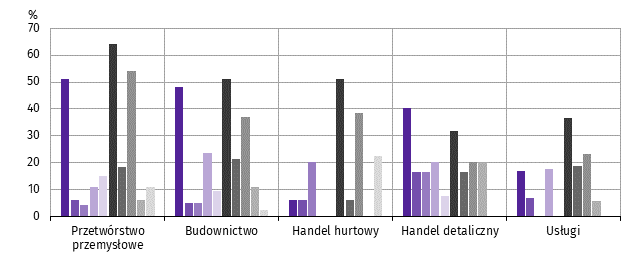 %
70
60
50
40
30
20
10
0
Przetwórstwo
przemysłowe
Budownictwo
Handel hurtowy
Handel detaliczny
Usługi